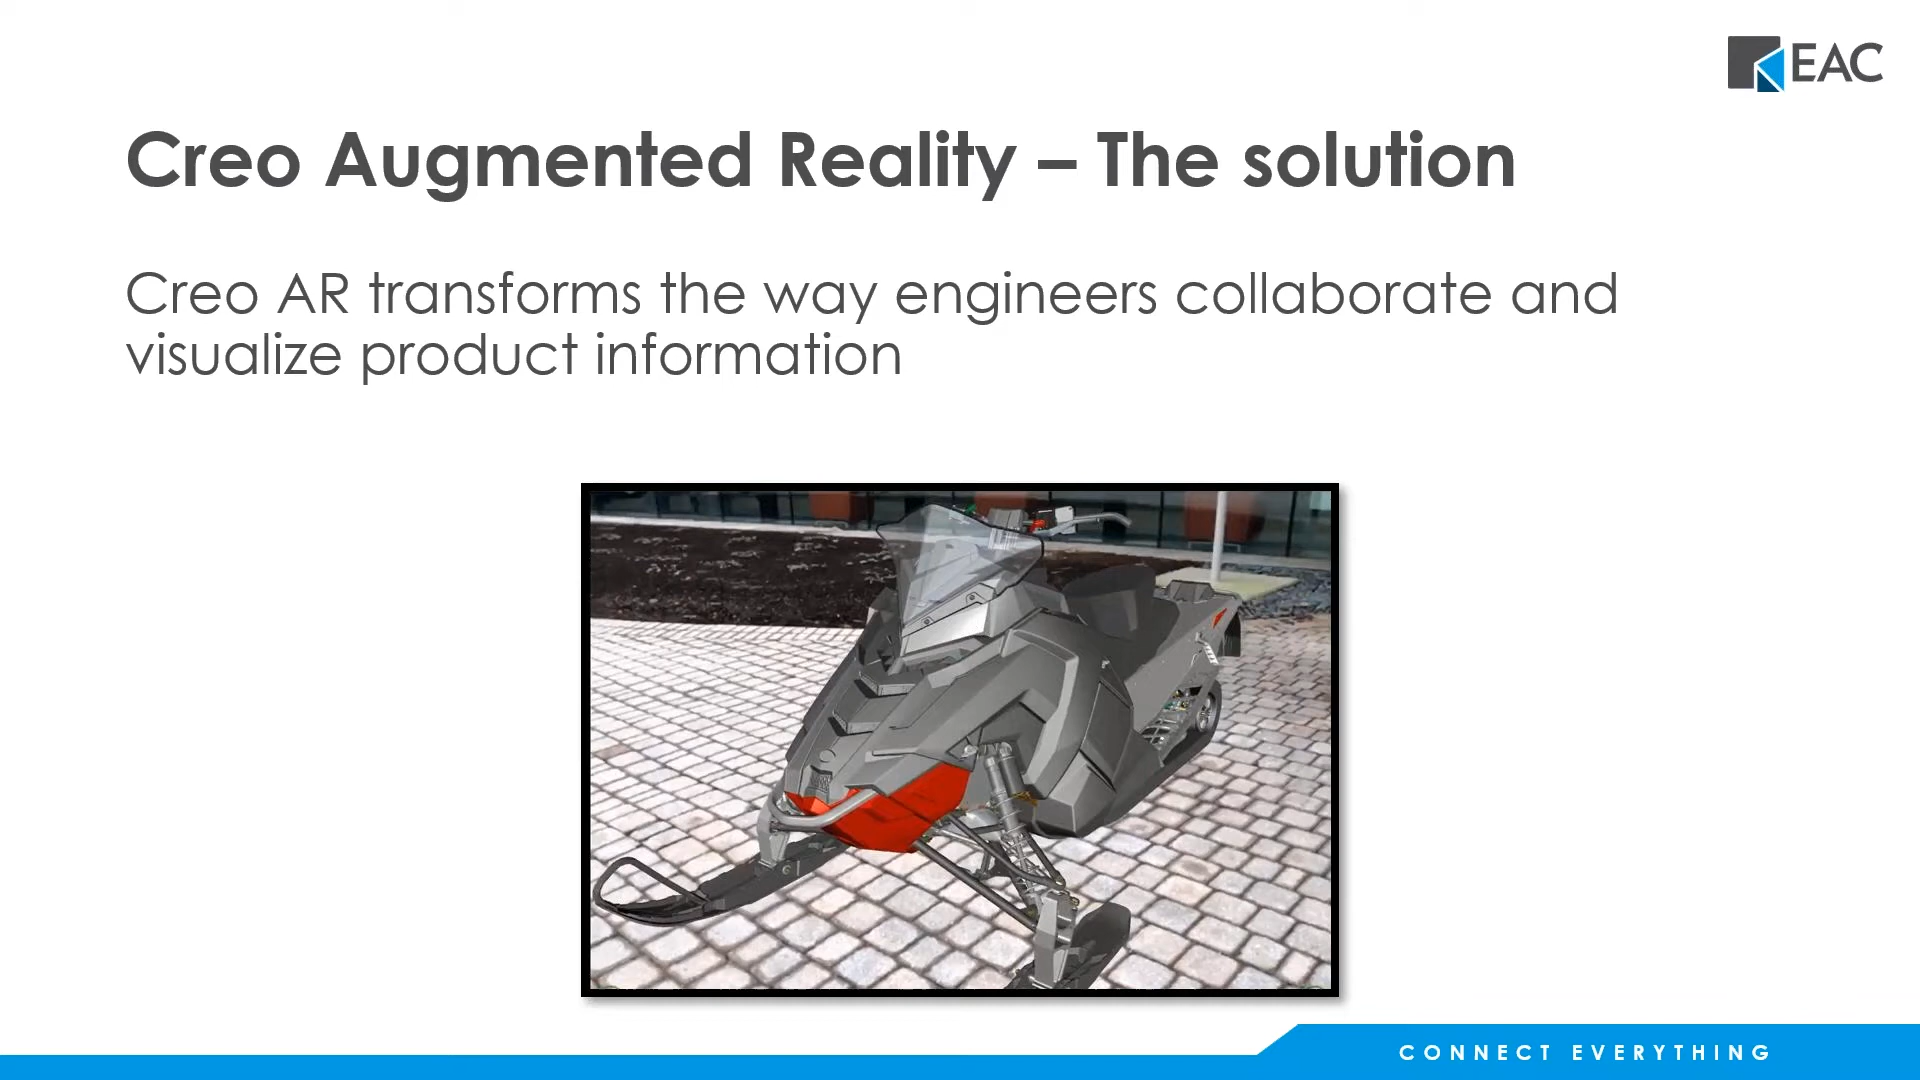 EAC
Creo Augmented Reality – The solution
Creo AR transforms the way engineers collaborate and
visualize product information
CONNECT EVERYTHING